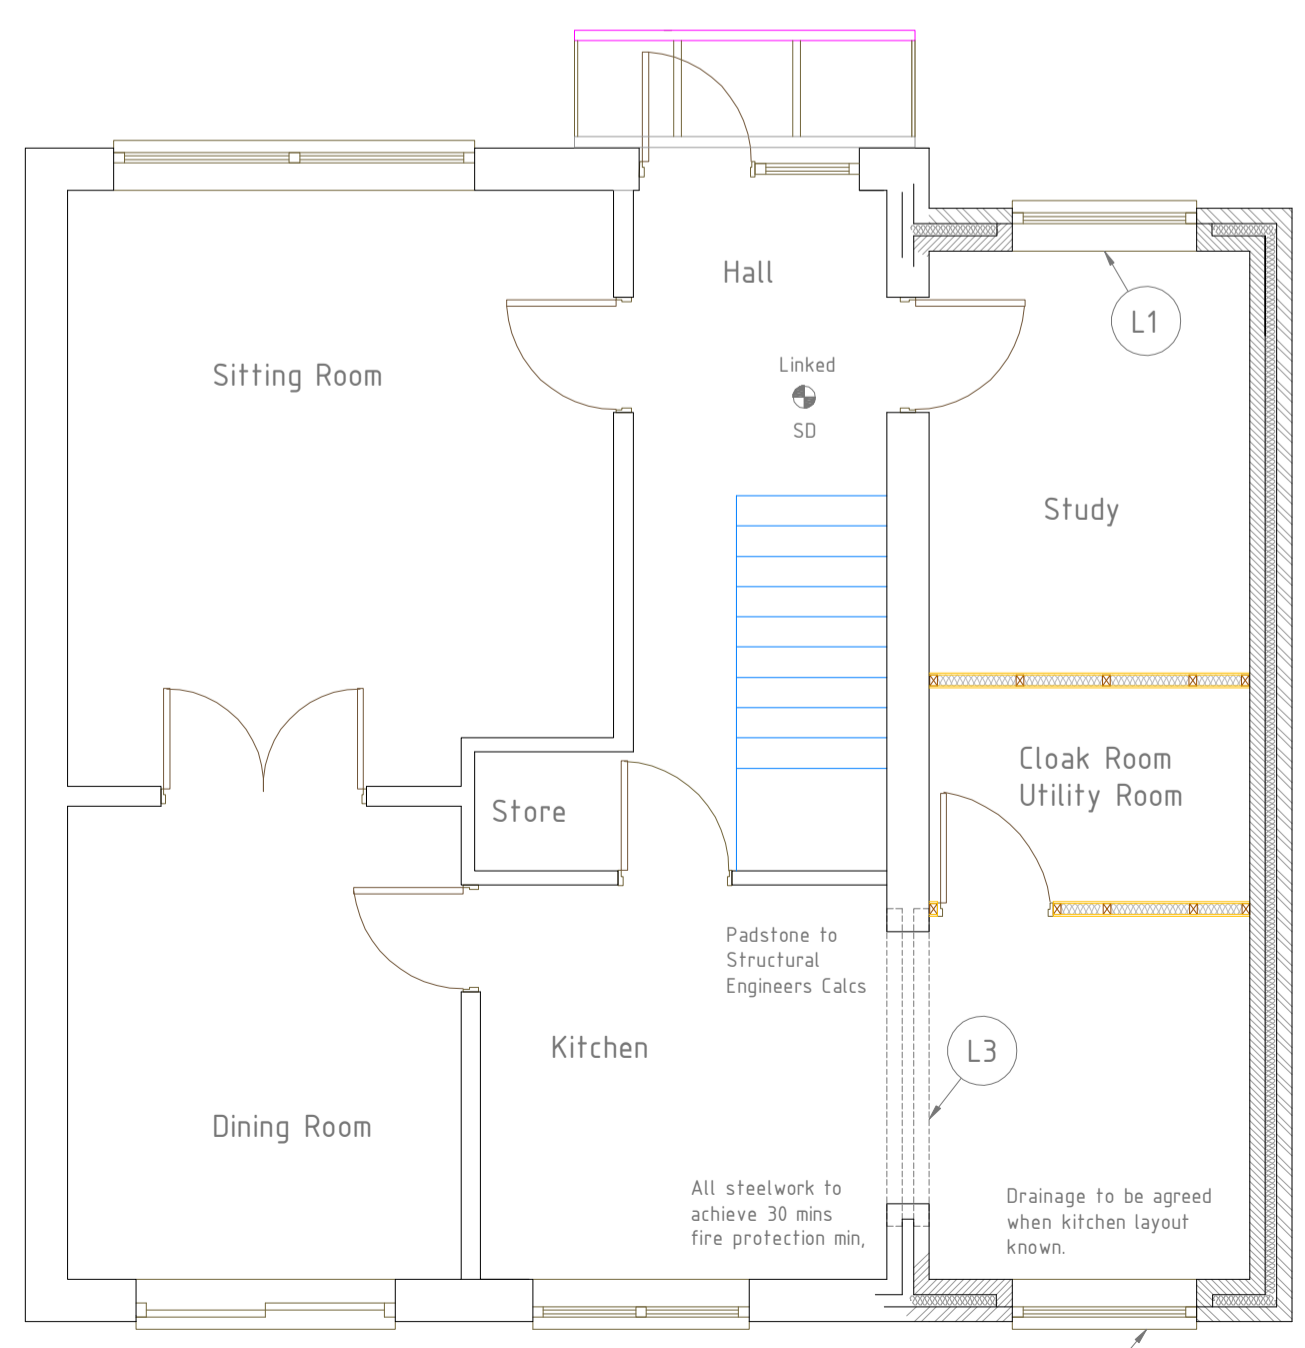 Hall
L1
Linked
SD
Sitting Room
Study
Cloak Room
Utility Room
Store
Padstone to
Structural
Engineers Calcs
Kitchen
L3
Dining Room
All steelwork to
achieve 30 mins
fire protection min,
Drainage to be agreed
when kitchen layout
known.